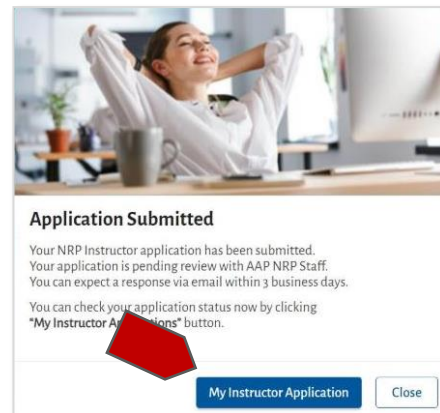 Application Submitted
Your NRP Instructor application has been submitted.
Your application is pending review with AAP NRP Staff.
You can expect a response via email within 3 business days.
You can check your application status now by clicking
"My Instructor Applications" button.
My Instructor Application
Close